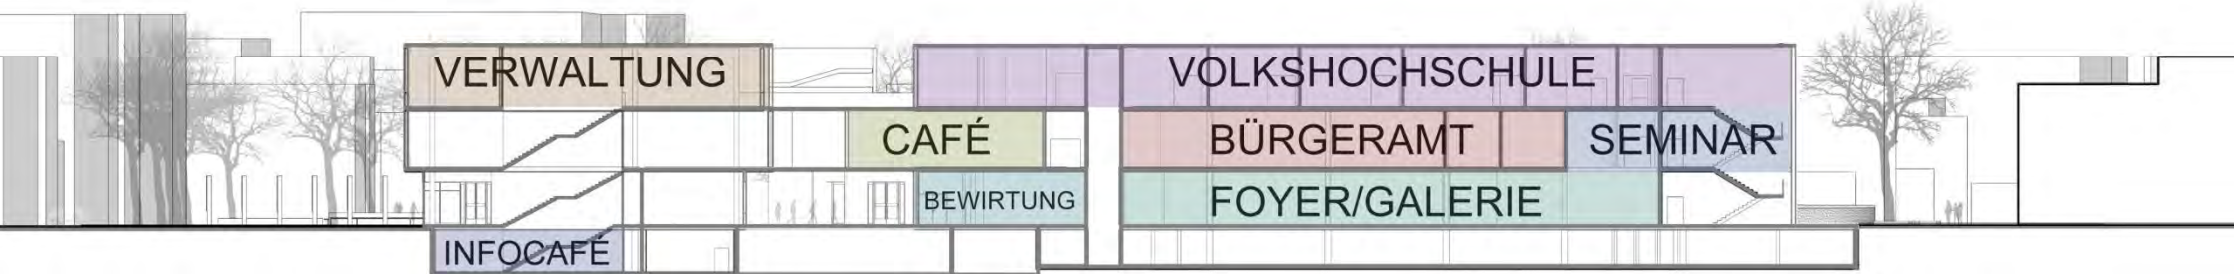 VERWALTUNG
VOLKSHOCHSCHULE
CAFÉ
BÜRGERAMT
SEMINAR
BEWIRTUNG
FOYER/GALERIE
INFOCAFÉ